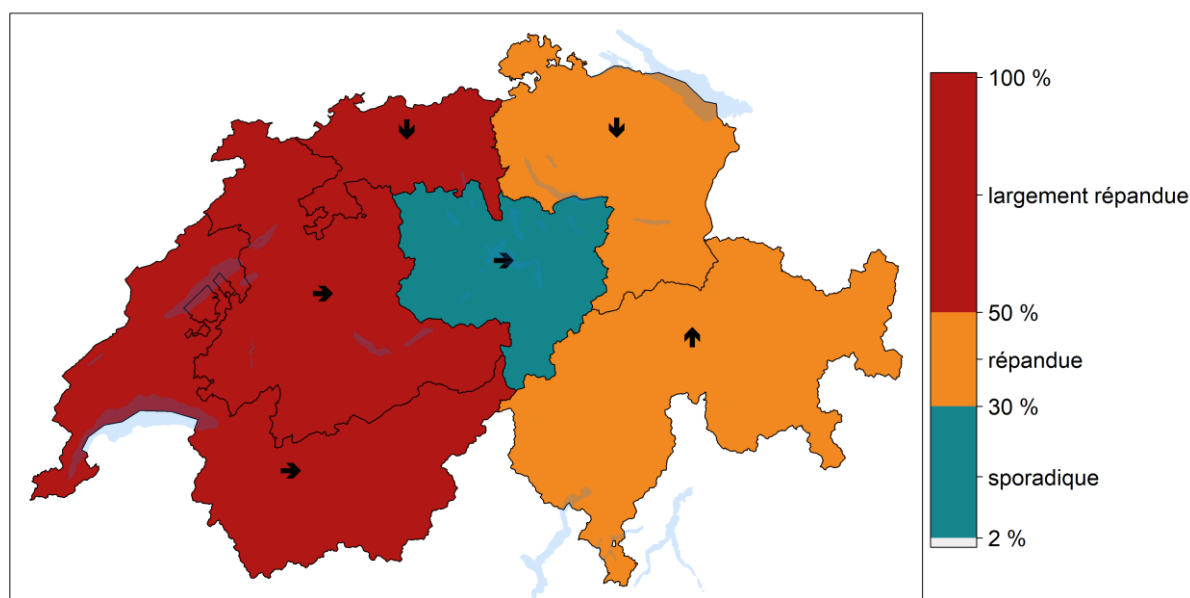 100 %
largement répandue
50 %
répandue
30 %
sporadique
2 %